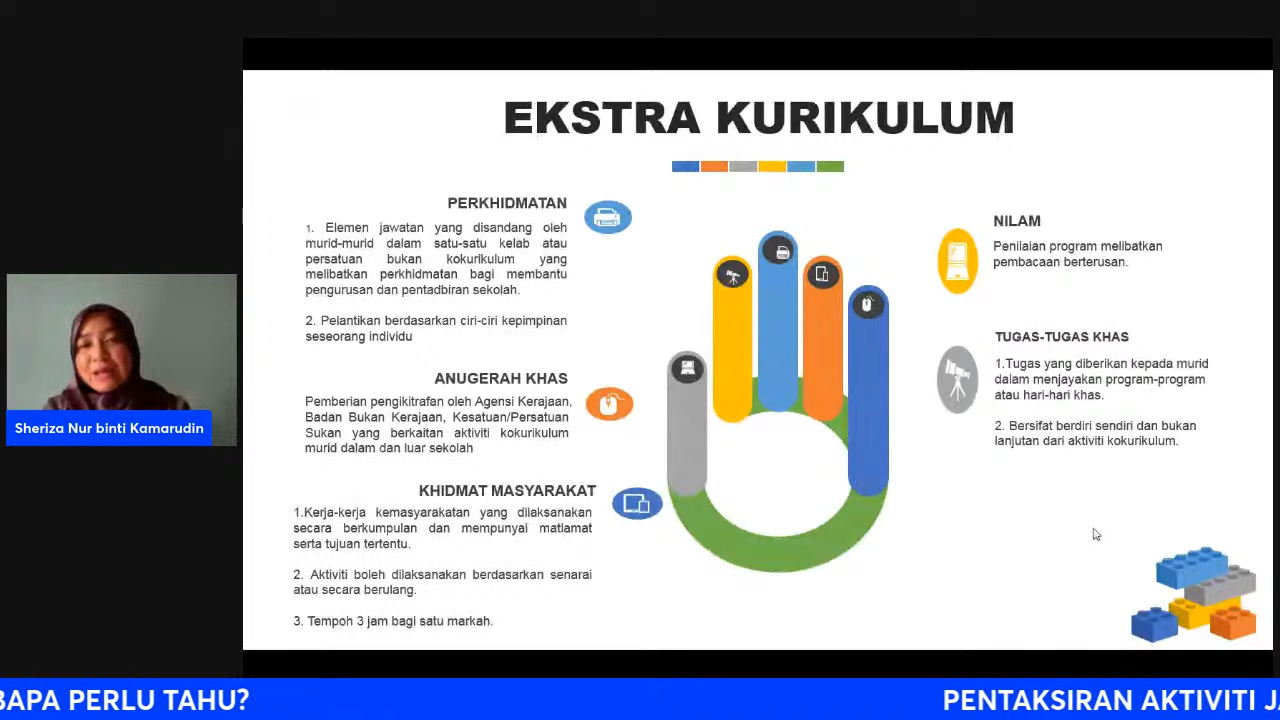 EKSTRA KURIKULUM
PERKHIDMATAN
1. Elemen jawatan yang disandang oleh
murid-murid dalam satu-satu kelab atau
persatuan bukan kokurikulum yang
melibatkan perkhidmatan bagi membantu
pengurusan dan pentadbiran sekolah.
2. Pelantikan berdasarkan ciri-ciri kepimpinan
seseorang individu
ANUGERAH KHAS
Pemberian pengikitrafan oleh Agensi Kerajaan,
Badan Bukan Kerajaan, Kesatuan/Persatuan
Sukan yang berkaitan aktiviti kokurikulum
murid dalam dan luar sekolah
KHIDMAT MASYARAKAT
1.Kerja-kerja kemasyarakatan yang dilaksanakan
secara berkumpulan dan mempunyai matlamat
serta tujuan tertentu.
2. Aktiviti boleh dilaksanakan berdasarkan senarai
atau secara berulang.
3. Tempoh 3 jam bagi satu markah.
NILAM
Penilaian program melibatkan
pembacaan berterusan.
TUGAS-TUGAS KHAS
1.Tugas yang diberikan kepada murid
dalam menjayakan program-program
atau hari-hari khas.
2. Bersifat berdiri sendiri dan bukan
lanjutan dari aktiviti kokurikulum.
Sheriza Nur binti Kamarudin
BAPA PERLU TAHU?
PENTAKSIRAN AKTIVITI JA